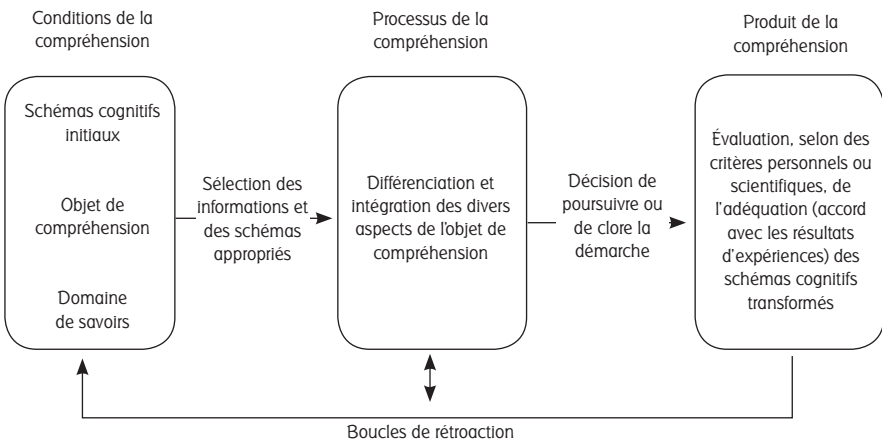 Conditions de la
compréhension
Schémas cognitifs
initiaux
Objet de
compréhension
Domaine
de savoirs
Sélection des
informations et
des schémas
appropriés
Processus de la
compréhension
Différenciation et
intégration des divers
aspects de l'objet de
compréhension
Décision de
poursuivre ou
de clore la
démarche
Produit de la
compréhension
Évaluation, selon des
critères personnels ou
scientifiques, de
l'adéquation (accord
avec les résultats
d'expériences) des
schémas cognitifs
transformés
Boucles de rétroaction